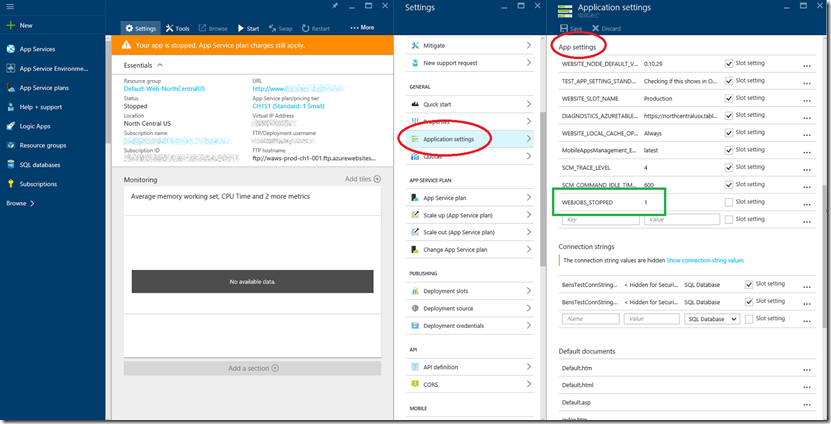 New
App Services
App Service Environme...
App Service plans
Help + support
Logic Apps
Resource groups
SQL databases
Subscriptions
Browse
Settings
Tools
Browse
Start
Swap
Restart
... More
Your app is stopped. App Service plan charges still apply.
Essentials
Resource group
Default-Web-NorthCentralUS
Status
Stopped
Location
North Central US
Subscription name
Subscription ID
URL
http://www.
App Service plan/pricing tier
CH1S1 (Standard: 1 Small)
Virtual IP Address
FTP/Deployment username
FTP hostname
ftp://waws-prod-ch1-001.ftp.azurewebsites...
Monitoring
Add tiles
Average memory working set, CPU Time and 2 more metrics
No available data.
Add a section
Settings
Mitigate
New support request
GENERAL
Quick start
Properties
Application settings
Quotas
APP SERVICE PLAN
App Service plan
Scale up (App Service plan)
Scale out (App Service plan)
Change App Service plan
PUBLISHING
Deployment slots
Deployment source
Deployment credentials
API
API definition
CORS
MOBILE
Application settings
Save
Discard
App settings
WEBSITE_NODE_DEFAULT_V... 0.10.29 Slot setting ...
TEST_APP_SETTING_STAND... Checking if this shows in O... Slot setting ...
WEBSITE_SLOT_NAME Production Slot setting ...
DIAGNOSTICS_AZURETABLE... https://northcentralusx.tabl... Slot setting ...
WEBSITE_LOCAL_CACHE_OP... Always Slot setting ...
MobileAppsManagement_E... latest Slot setting ...
SCM_TRACE_LEVEL 4 Slot setting ...
SCM_COMMAND_IDLE_TIM... 600 Slot setting ...
WEBJOBS_STOPPED 1 Slot setting ...
Key Value Slot setting ...
Connection strings
The connection string values are hidden Show connection string values
BensTestConnString... < Hidden for Securi... SQL Database Slot setting ...
BensTestConnString... < Hidden for Securi... SQL Database Slot setting ...
Name Value SQL Database Slot setting ...
Default documents
Default.htm ...
Default.html ...
Default.asp ...
index.htm ...